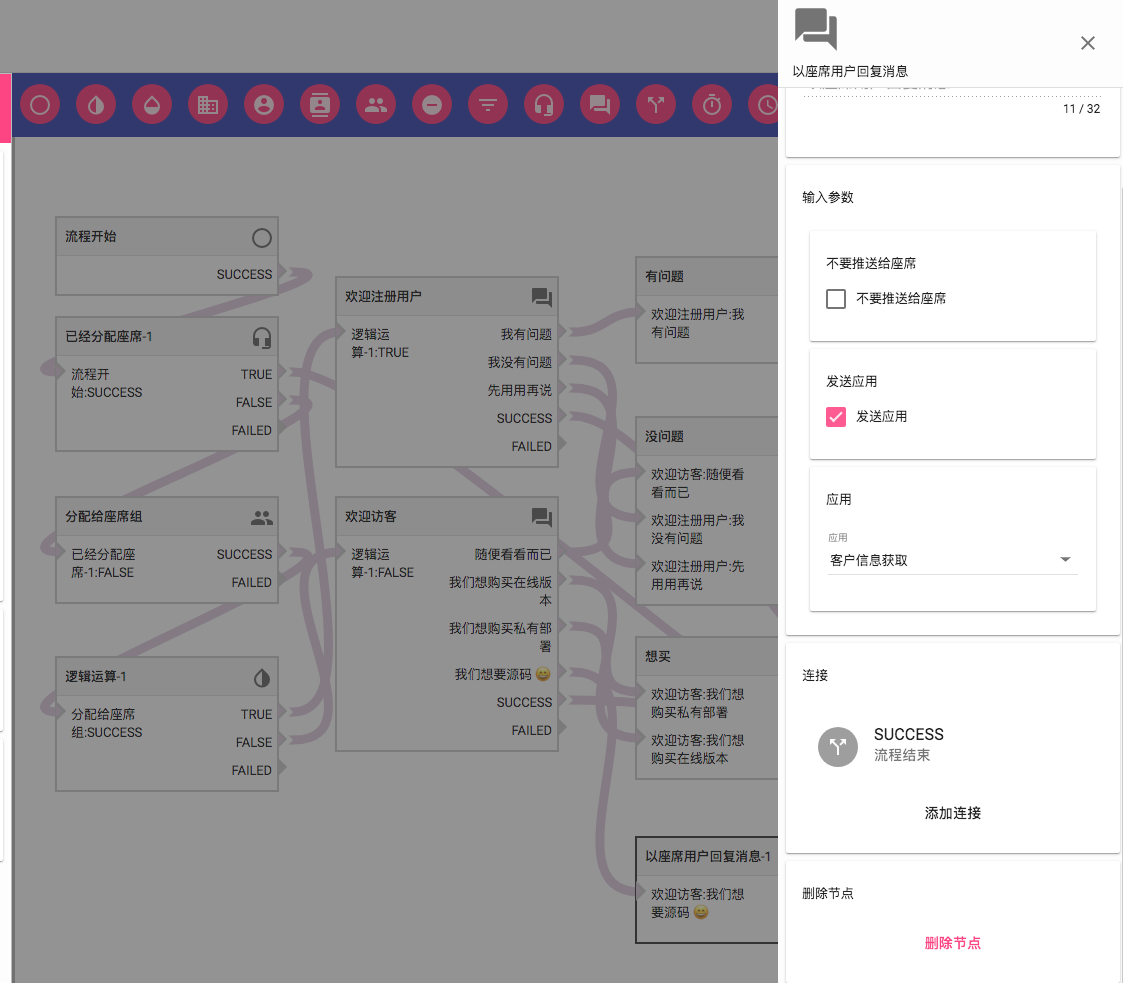 以座席用户回复消息
11 / 32
输入参数
不要推送给座席
不要推送给座席
发送应用
发送应用
应用
应用
客户信息获取
连接
SUCCESS
流程结束
添加连接
删除节点
删除节点
流程开始
SUCCESS
已经分配座席-1
流程开
始:SUCCESS
TRUE
FALSE
FAILED
分配给座席组
已经分配座
席-1:FALSE
SUCCESS
FAILED
逻辑运算-1
分配给座席
组:SUCCESS
TRUE
FALSE
FAILED
欢迎注册用户
逻辑运
算-1:TRUE
我有问题
我没有问题
先用用再说
SUCCESS
FAILED
欢迎访客
逻辑运
算-1:FALSE
随便看看而已
我们想购买在线版
本
我们想购买私有部
署
我们想要源码 😄
SUCCESS
FAILED
有问题
欢迎注册用户:我
有问题
没问题
欢迎访客:随便看
看而已
欢迎注册用户:我
没有问题
欢迎注册用户:先
用用再说
想买
欢迎访客:我们想
购买私有部署
欢迎访客:我们想
购买在线版本
以座席用户回复消息-1
欢迎访客:我们想
要源码 😄